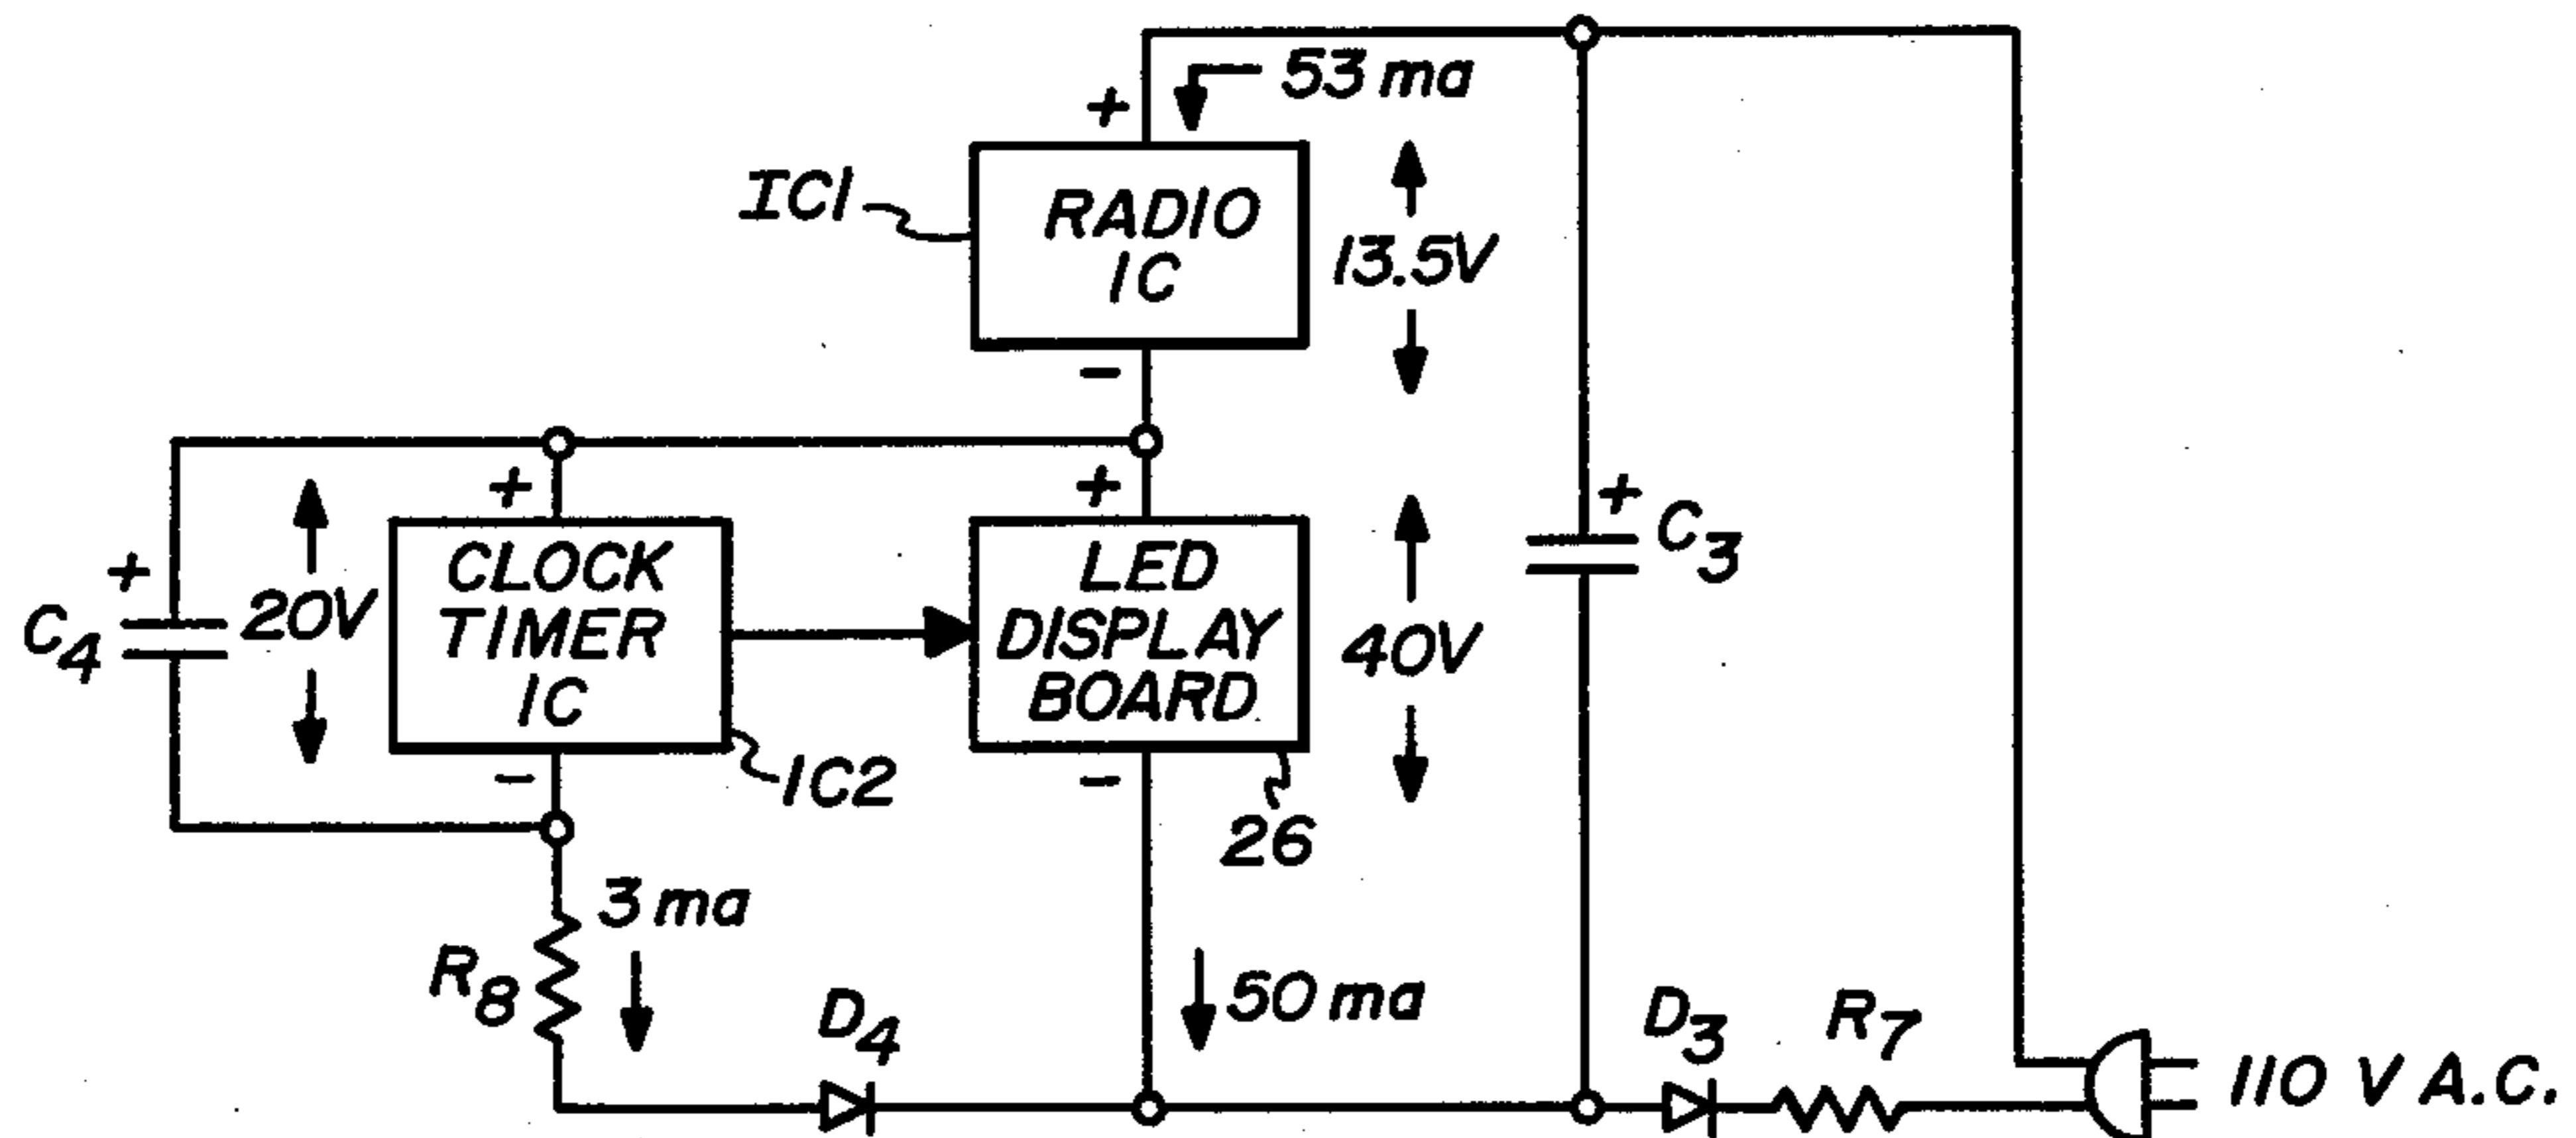 53 ma
+
IC1
RADIO
IC
13.5V
-
+
+
+
C4
20V
CLOCK
TIMER
IC
LED
DISPLAY
BOARD
40V
+
C3
-
IC2
-
26
3 ma
R8
D4
50 ma
D3
R7
110 V A.C.